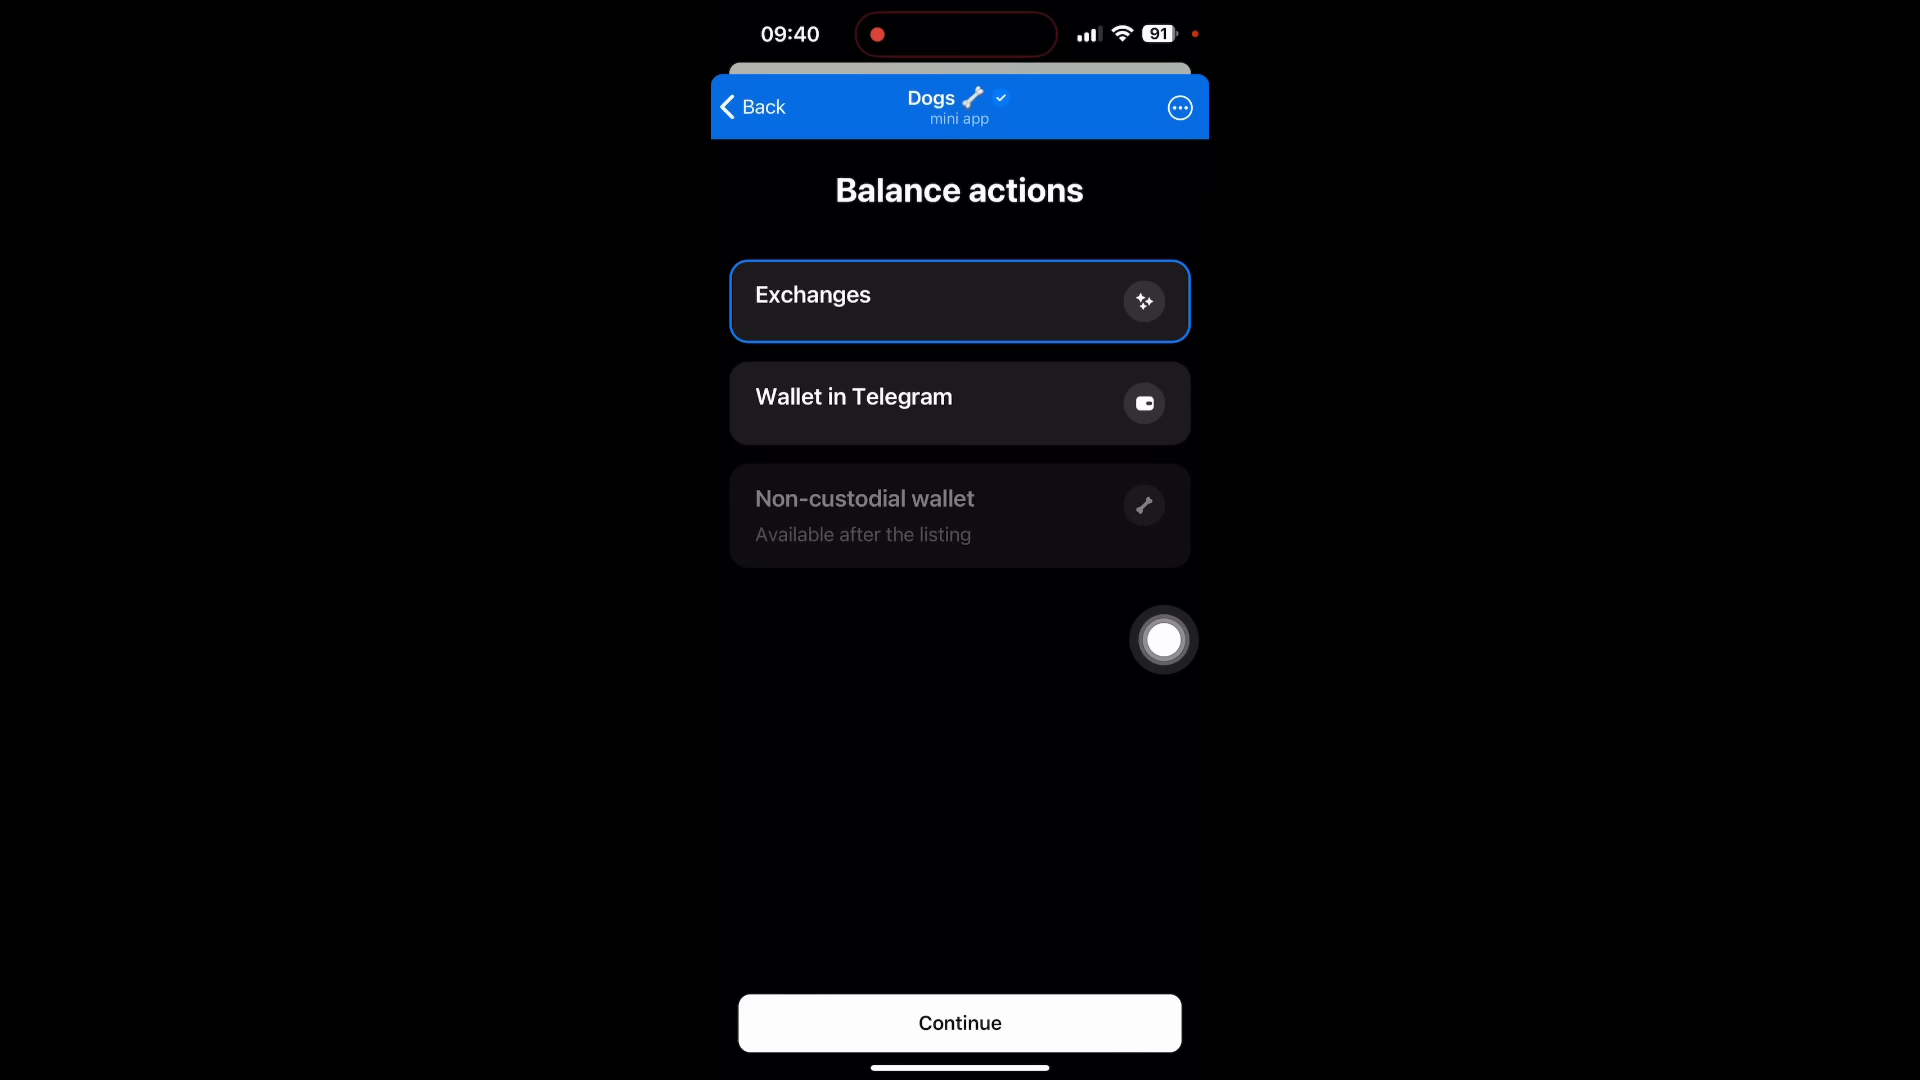 09:40
91
Back
Dogs 🦴
mini app
Balance actions
Exchanges
Wallet in Telegram
Non-custodial wallet
Available after the listing
Continue